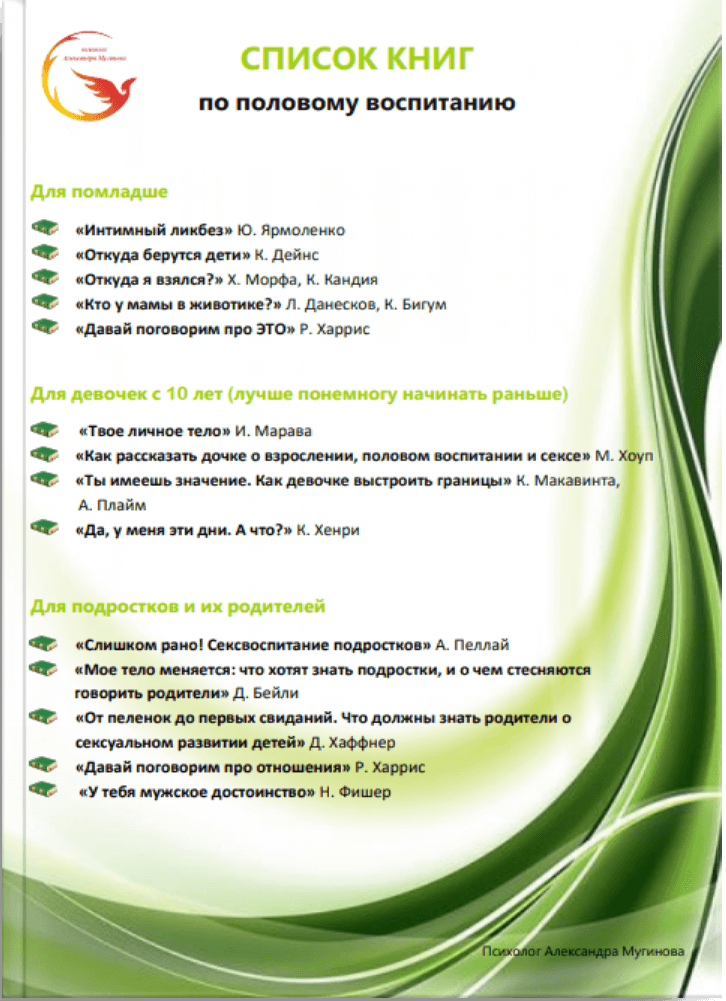 психолог
Александра Мугинова
СПИСОК КНИГ
по половому воспитанию
Для помладше
«Интимный ликбез» Ю. Ярмоленко
«Откуда берутся дети» К. Дейнс
«Откуда я взялся?» Х. Морфа, К. Кандия
«Кто у мамы в животике?» Л. Данесков, К. Бигум
«Давай поговорим про ЭТО» Р. Харрис
Для девочек с 10 лет (лучше понемногу начинать раньше)
«Твое личное тело» И. Марава
«Как рассказать дочке о взрослении, половом воспитании и сексе» М. Хоуп
«Ты имеешь значение. Как девочке выстроить границы» К. Макавинта,
А. Плайм
«Да, у меня эти дни. А что?» К. Хенри
Для подростков и их родителей
«Слишком рано! Сексвоспитание подростков» А. Пеллай
«Мое тело меняется: что хотят знать подростки, и о чем стесняются
говорить родители» Д. Бейли
«От пеленок до первых свиданий. Что должны знать родители о
сексуальном развитии детей» Д. Хаффнер
«Давай поговорим про отношения» Р. Харрис
«У тебя мужское достоинство» Н. Фишер
Психолог Александра Мугинова